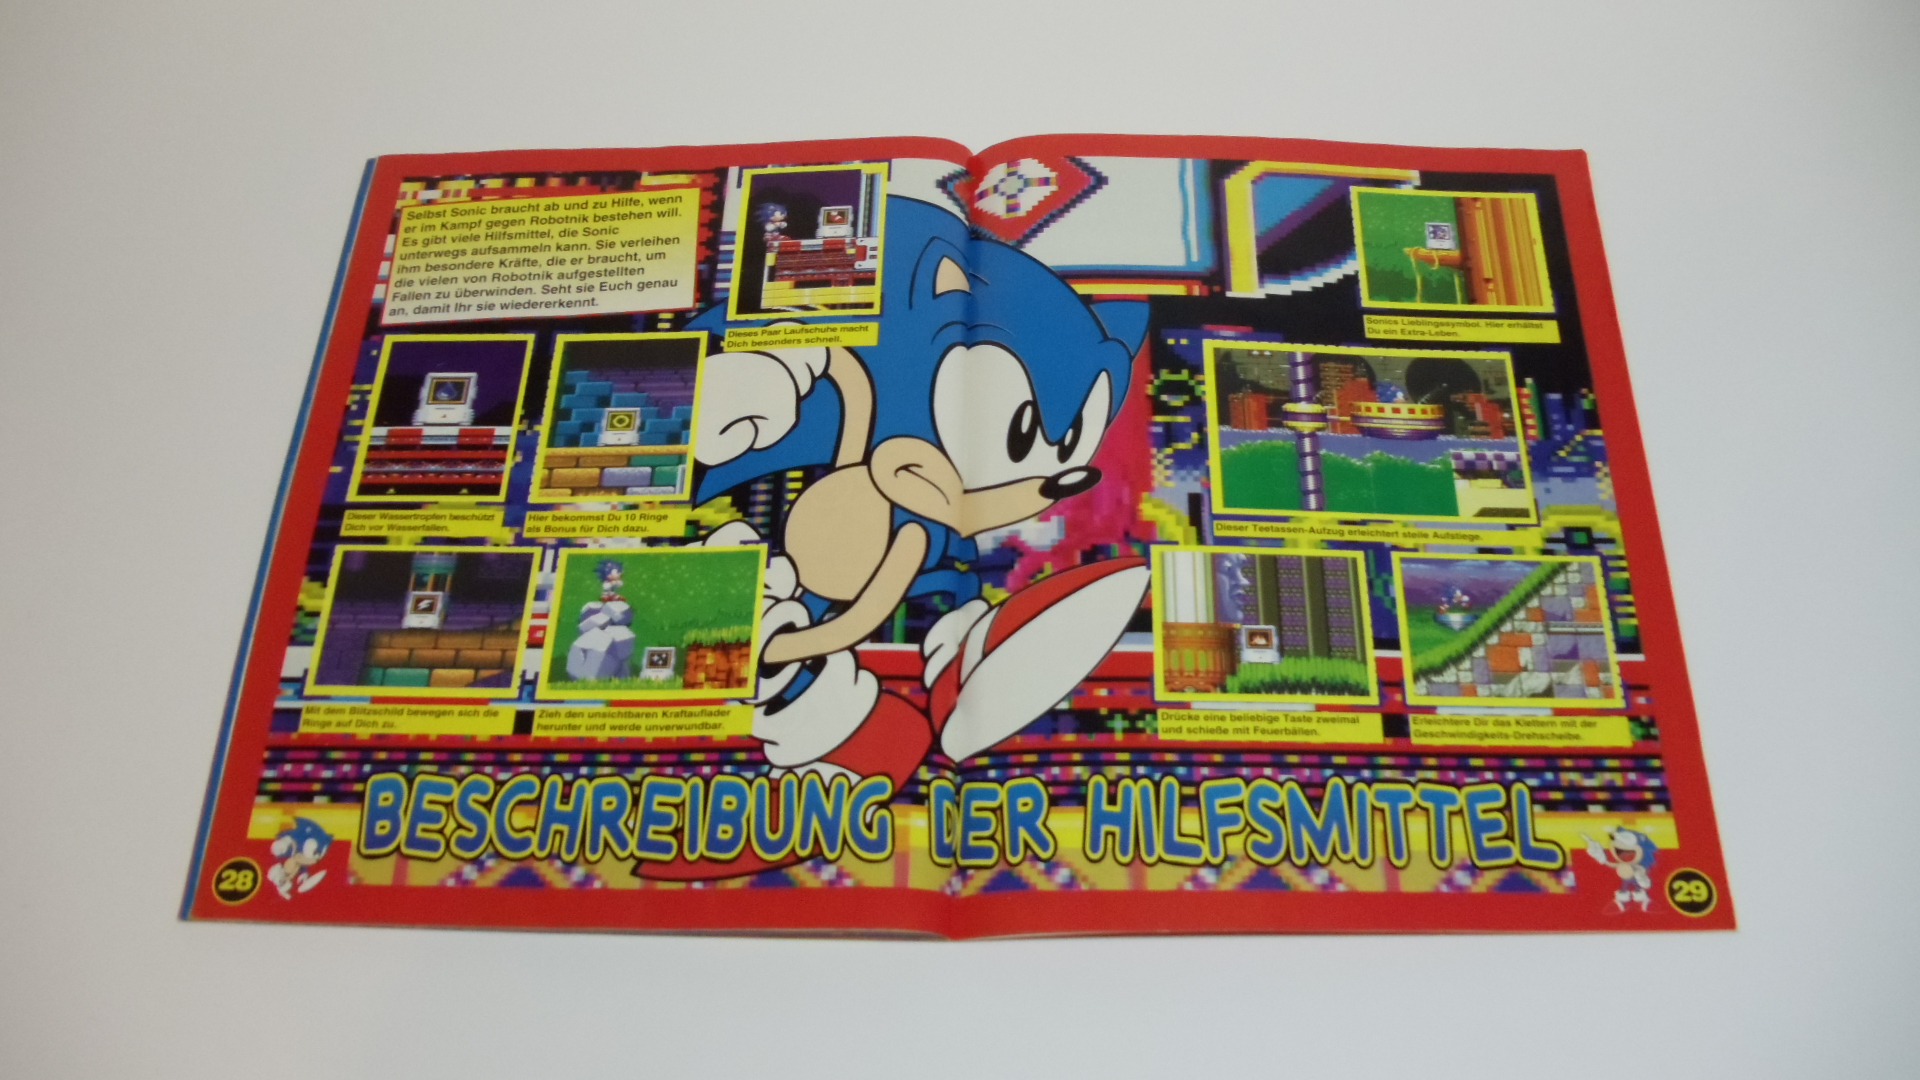 Selbst Sonic braucht ab und zu Hilfe, wenn
er im Kampf gegen Robotnik bestehen will.
Es gibt viele Hilfsmittel, die Sonic
unterwegs aufsammeln kann. Sie verleihen
ihm besondere Kräfte, die er braucht, um
die vielen von Robotnik aufgestellten
Fallen zu überwinden. Seht sie Euch genau
an, damit Ihr sie wiedererkennt.
Dieses Paar Laufschuhe macht
Dich besonders schnell.
Dieser Wassertropfen beschützt
Dich vor Wasserfallen.
Hier bekommst Du 10 Ringe
als Bonus für Dich dazu.
Mit dem Blitzschild bewegen sich die
Ringe auf Dich zu.
Zieh den unsichtbaren Kraftauflader
herunter und werde unverwundbar.
Sonics Lieblingssymbol. Hier erhältst
Du ein Extra-Leben.
Dieser Teetassen-Aufzug erleichtert steile Aufstiege.
Drücke eine beliebige Taste zweimal
und schieße mit Feuerbällen.
Erleichtere Dir das Klettern mit der
Geschwindigkeits-Drehscheibe.
BESCHREIBUNG DER HILFSMITTEL
28
29